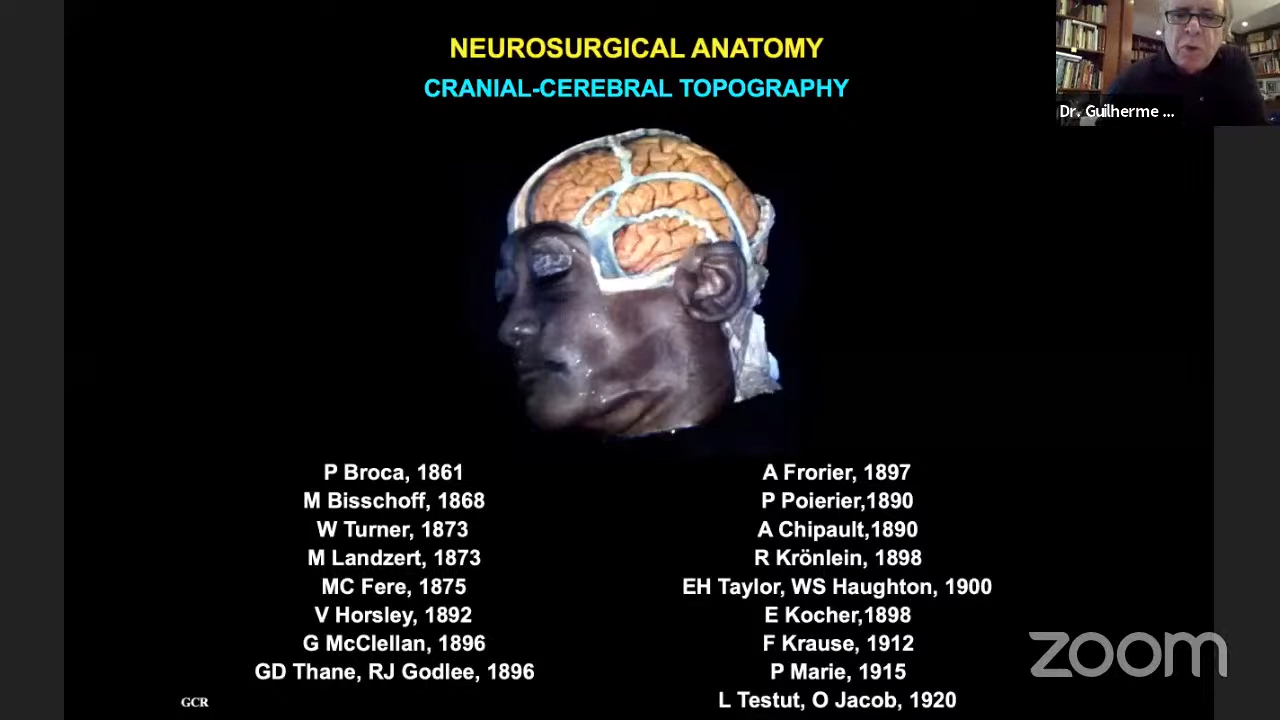 NEUROSURGICAL ANATOMY
CRANIAL-CEREBRAL TOPOGRAPHY
Dr. Guilherme ...
P Broca, 1861
M Bisschoff, 1868
W Turner, 1873
M Landzert, 1873
MC Fere, 1875
V Horsley, 1892
G McClellan, 1896
GD Thane, RJ Godlee, 1896
A Frorier, 1897
P Poierier,1890
A Chipault,1890
R Krönlein, 1898
EH Taylor, WS Haughton, 1900
E Kocher,1898
F Krause, 1912
P Marie, 1915
L Testut, O Jacob, 1920
GCR
zoom